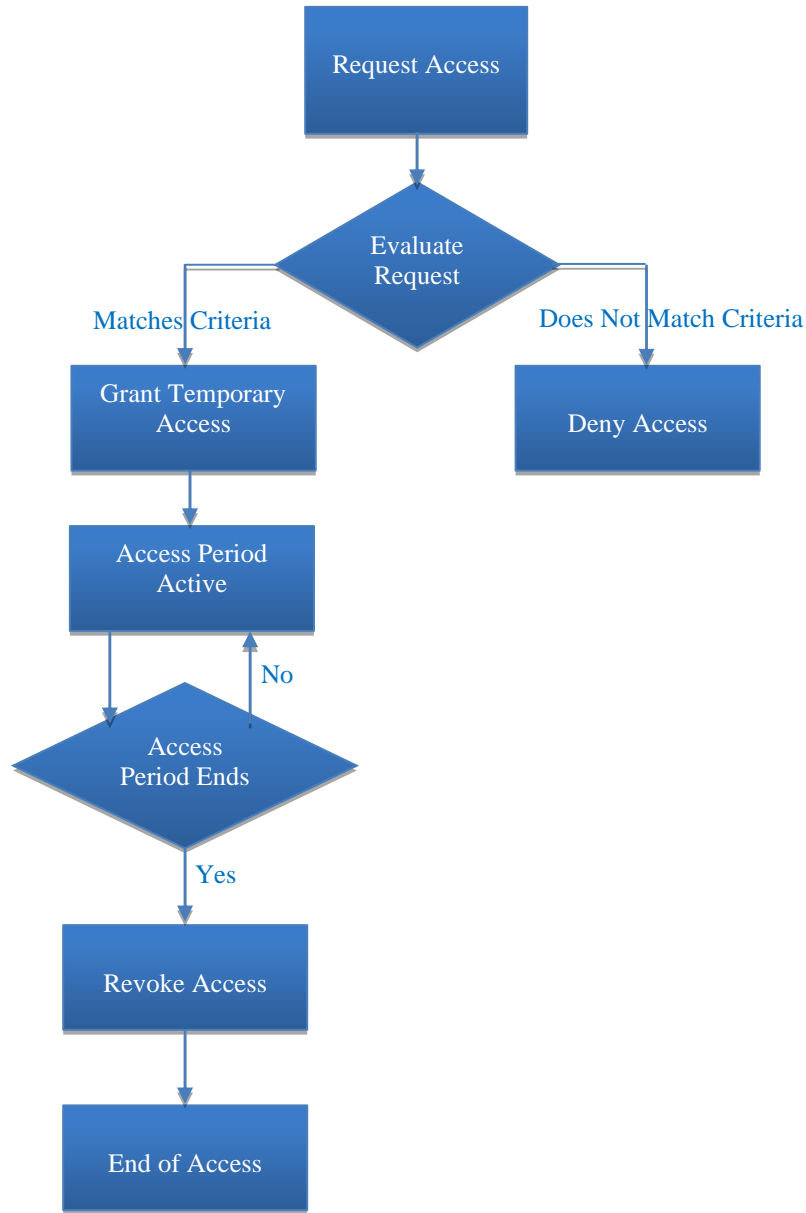 Request Access
Evaluate
Request
Matches Criteria
Does Not Match Criteria
Grant Temporary
Access
Deny Access
Access Period
Active
No
Access
Period Ends
Yes
Revoke Access
End of Access